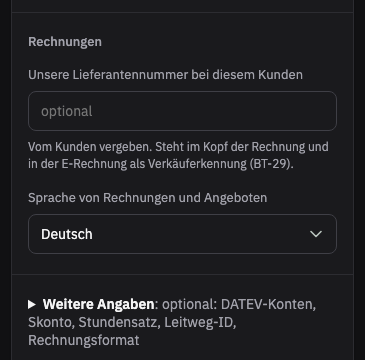 Rechnungen
Unsere Lieferantennummer bei diesem Kunden
optional
Vom Kunden vergeben. Steht im Kopf der Rechnung und
in der E-Rechnung als Verkäuferkennung (BT-29).
Sprache von Rechnungen und Angeboten
Deutsch
Weitere Angaben: optional: DATEV-Konten,
Skonto, Stundensatz, Leitweg-ID,
Rechnungsformat